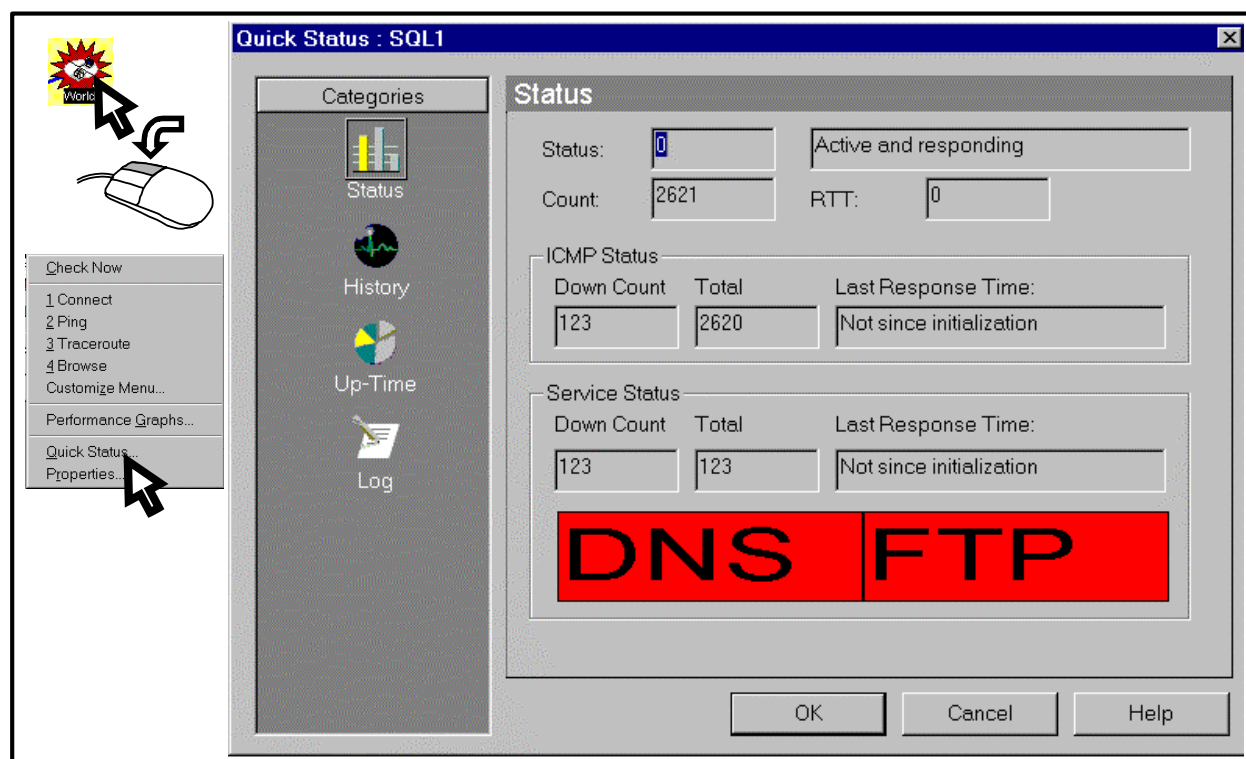 World
Check Now
1 Connect
2 Ping
3 Traceroute
4 Browse
Customize Menu...
Performance Graphs...
Quick Status...
Properties...
Quick Status : SQL1
Categories
Status
History
Up-Time
Log
Status
Status: 0 Active and responding
Count: 2621 RTT: 0
ICMP Status
Down Count Total Last Response Time:
123 2620 Not since initialization
Service Status
Down Count Total Last Response Time:
123 123 Not since initialization
DNS FTP
OK Cancel Help